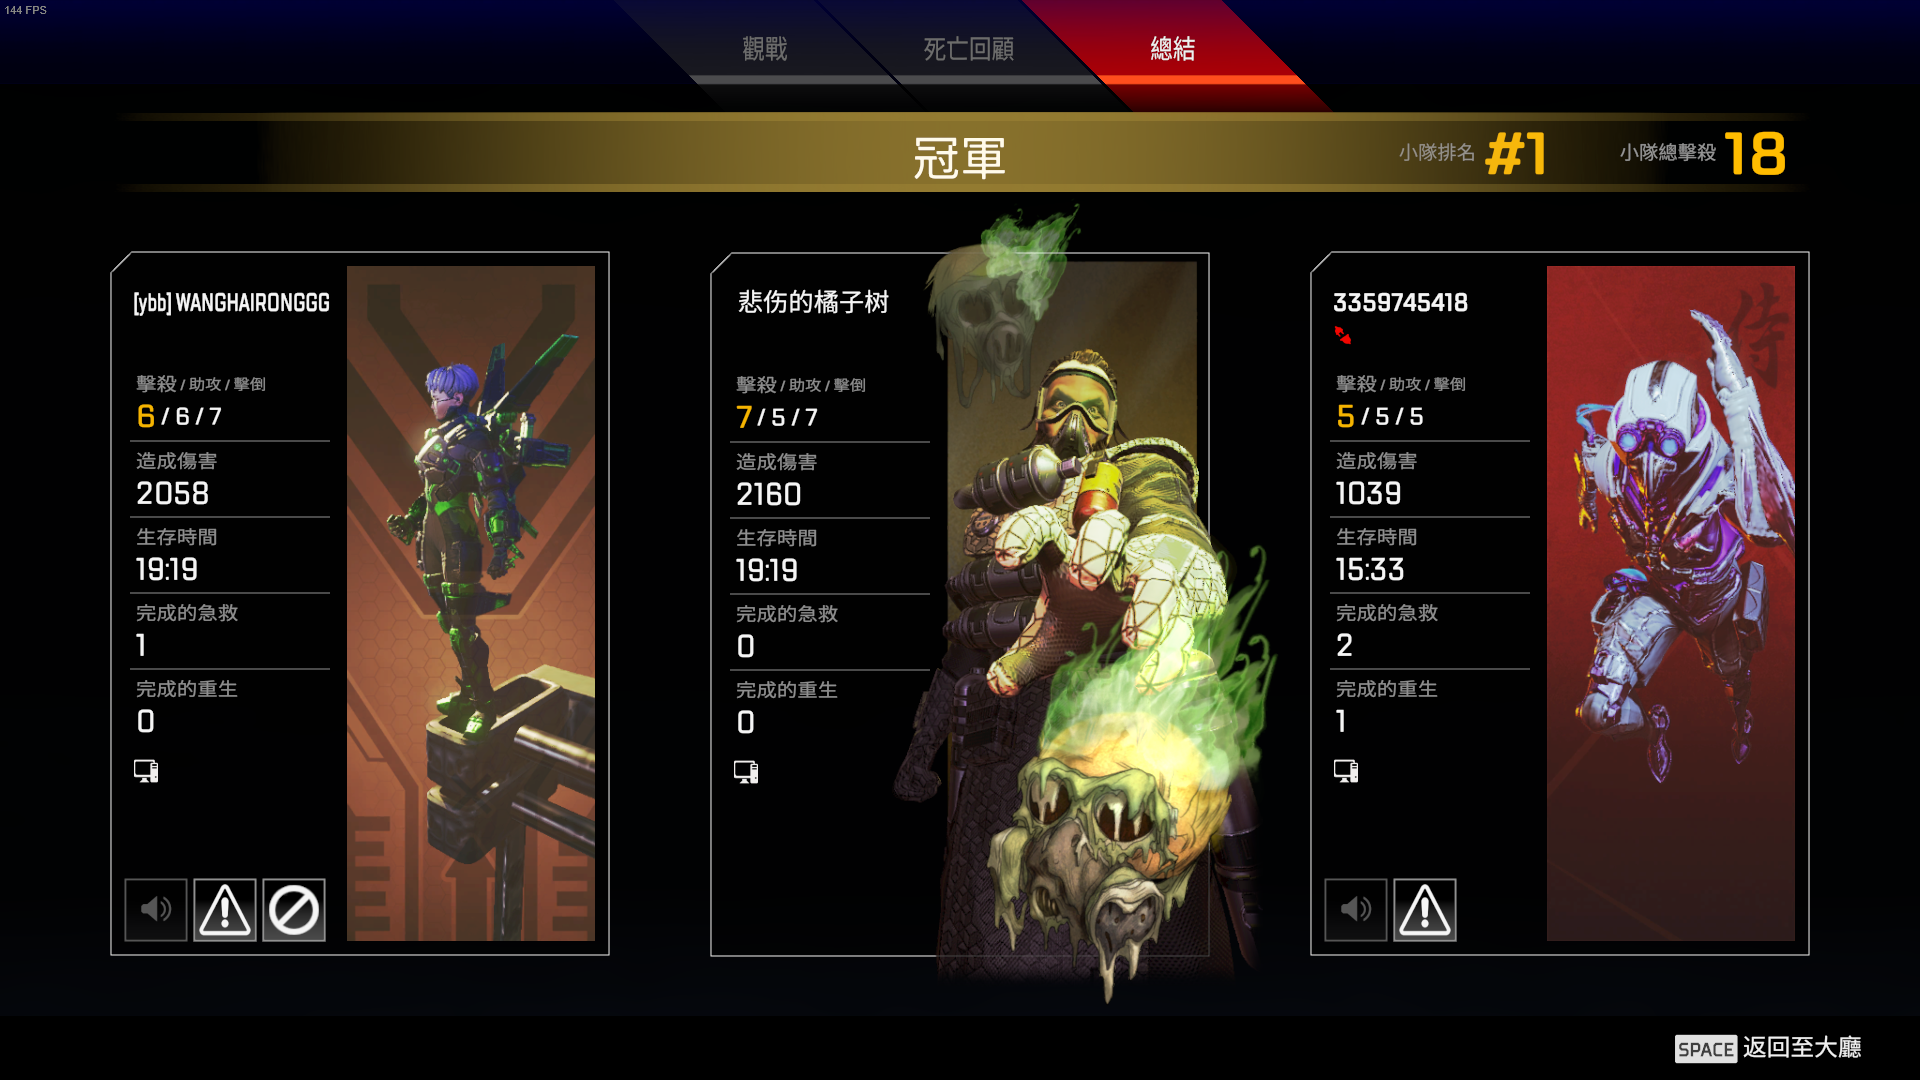 144 FPS
觀戰
死亡回顧
總結
冠軍
小隊排名 #1
小隊總擊殺 18
[ybb] WANGHAIRONGGG
擊殺 / 助攻 / 擊倒
6 / 6 / 7
造成傷害
2058
生存時間
19:19
完成的急救
1
完成的重生
0
悲伤的橘子树
擊殺 / 助攻 / 擊倒
7 / 5 / 7
造成傷害
2160
生存時間
19:19
完成的急救
0
完成的重生
0
3359745418
擊殺 / 助攻 / 擊倒
5 / 5 / 5
造成傷害
1039
生存時間
15:33
完成的急救
2
完成的重生
1
侍
SPACE 返回至大廳